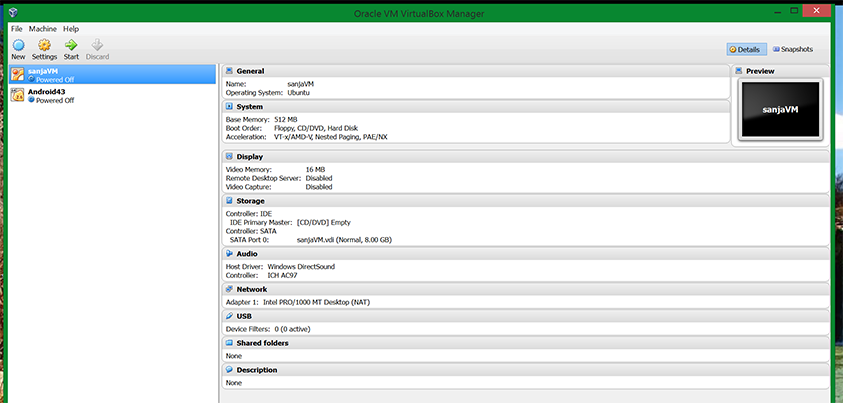 Oracle VM VirtualBox Manager
File Machine Help
New Settings Start Discard
Details Snapshots
sanjaVM
Powered Off
Android43
Powered Off
General
Name: sanjaVM
Operating System: Ubuntu
System
Base Memory: 512 MB
Boot Order: Floppy, CD/DVD, Hard Disk
Acceleration: VT-x/AMD-V, Nested Paging, PAE/NX
Preview
sanjaVM
Display
Video Memory: 16 MB
Remote Desktop Server: Disabled
Video Capture: Disabled
Storage
Controller: IDE
IDE Primary Master: [CD/DVD] Empty
Controller: SATA
SATA Port 0: sanjaVM.vdi (Normal, 8.00 GB)
Audio
Host Driver: Windows DirectSound
Controller: ICH AC97
Network
Adapter 1: Intel PRO/1000 MT Desktop (NAT)
USB
Device Filters: 0 (0 active)
Shared folders
None
Description
None